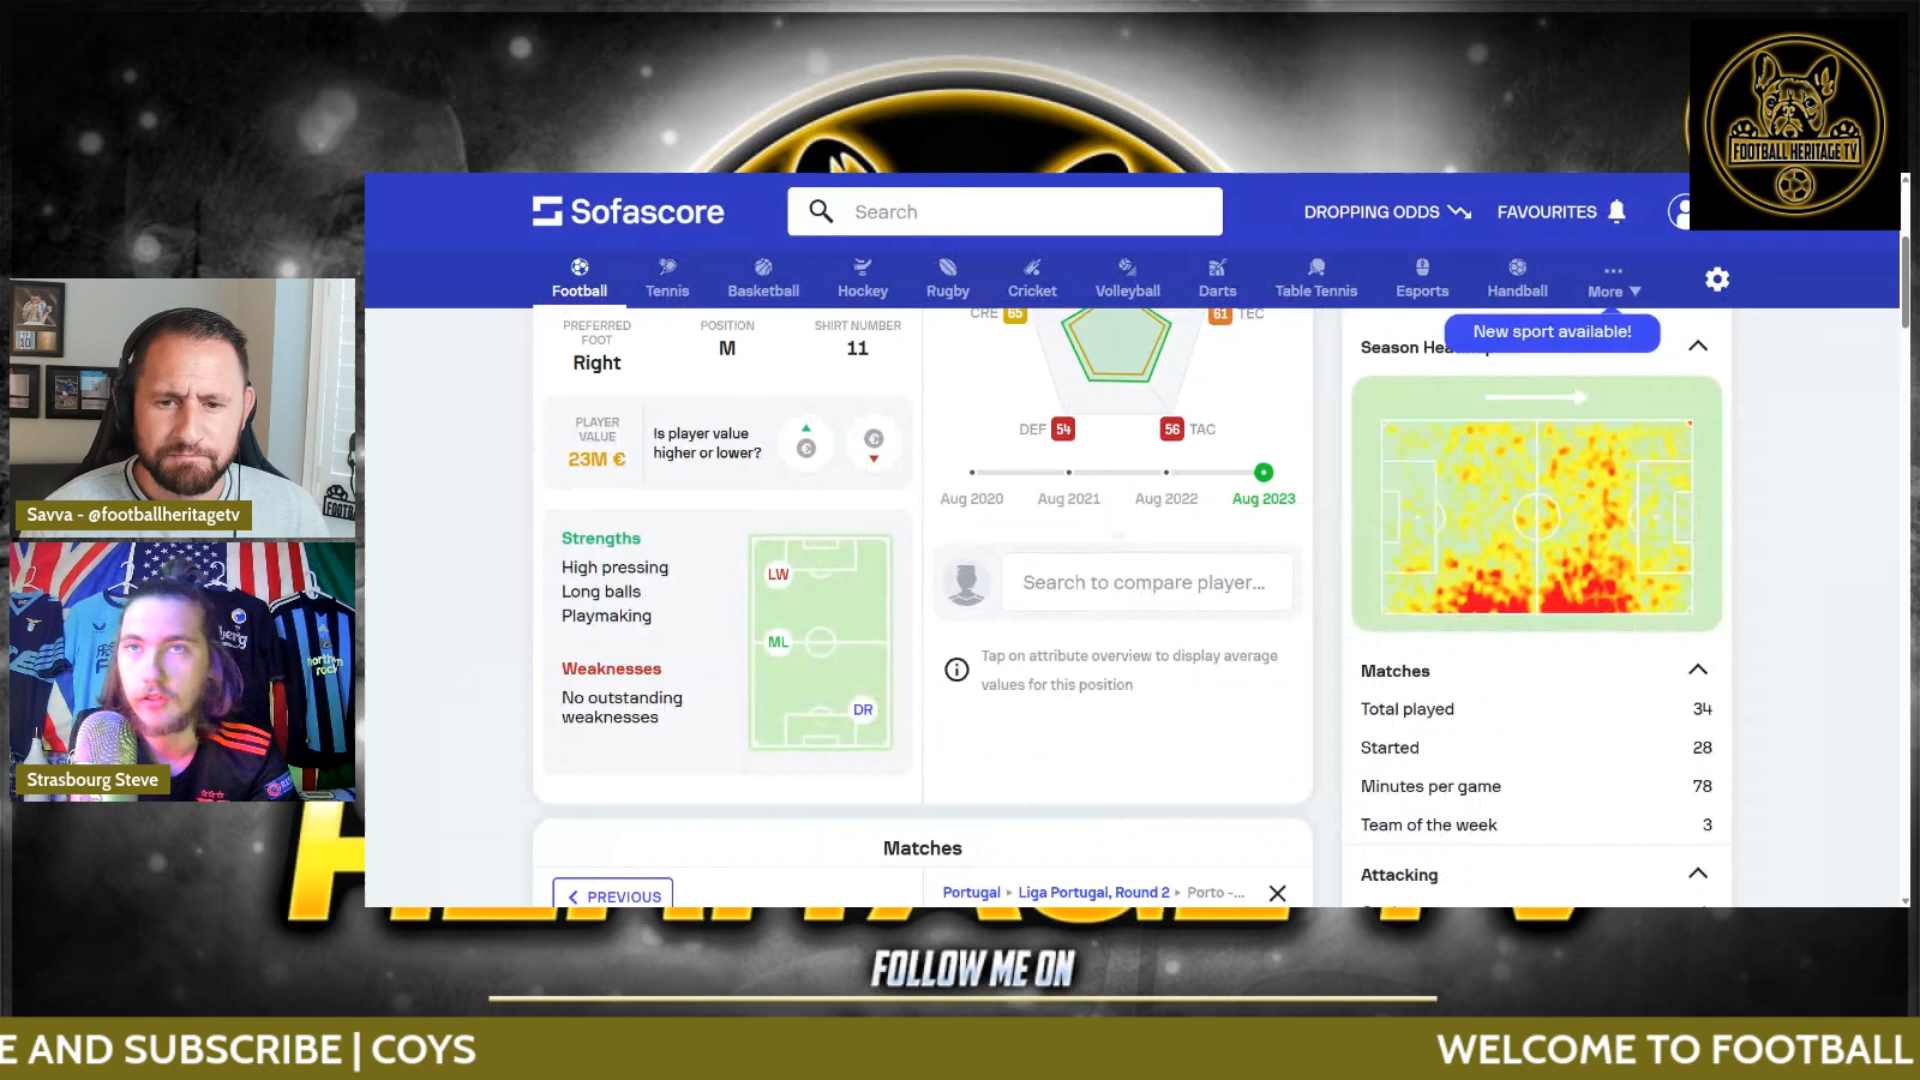 FOOTBALL HERITAGE TV
Sofascore
Search
DROPPING ODDS
FAVOURITES
Football
Tennis
Basketball
Hockey
Rugby
Cricket
Volleyball
Darts
Table Tennis
Esports
Handball
More
New sport available!
PREFERRED FOOT
Right
POSITION
M
SHIRT NUMBER
11
PLAYER VALUE
23M €
Is player value
higher or lower?
Strengths
High pressing
Long balls
Playmaking
Weaknesses
No outstanding
weaknesses
LW
ML
DR
CRE 65
61 TEC
DEF 54
56 TAC
Aug 2020
Aug 2021
Aug 2022
Aug 2023
Search to compare player...
Tap on attribute overview to display average
values for this position
Season
Matches
Total played 34
Started 28
Minutes per game 78
Team of the week 3
Attacking
Matches
PREVIOUS
Portugal
Liga Portugal, Round 2
Porto -...
Savva - @footballheritagetv
Strasbourg Steve
northern
rock
FOLLOW ME ON
E AND SUBSCRIBE | COYS
WELCOME TO FOOTBALL